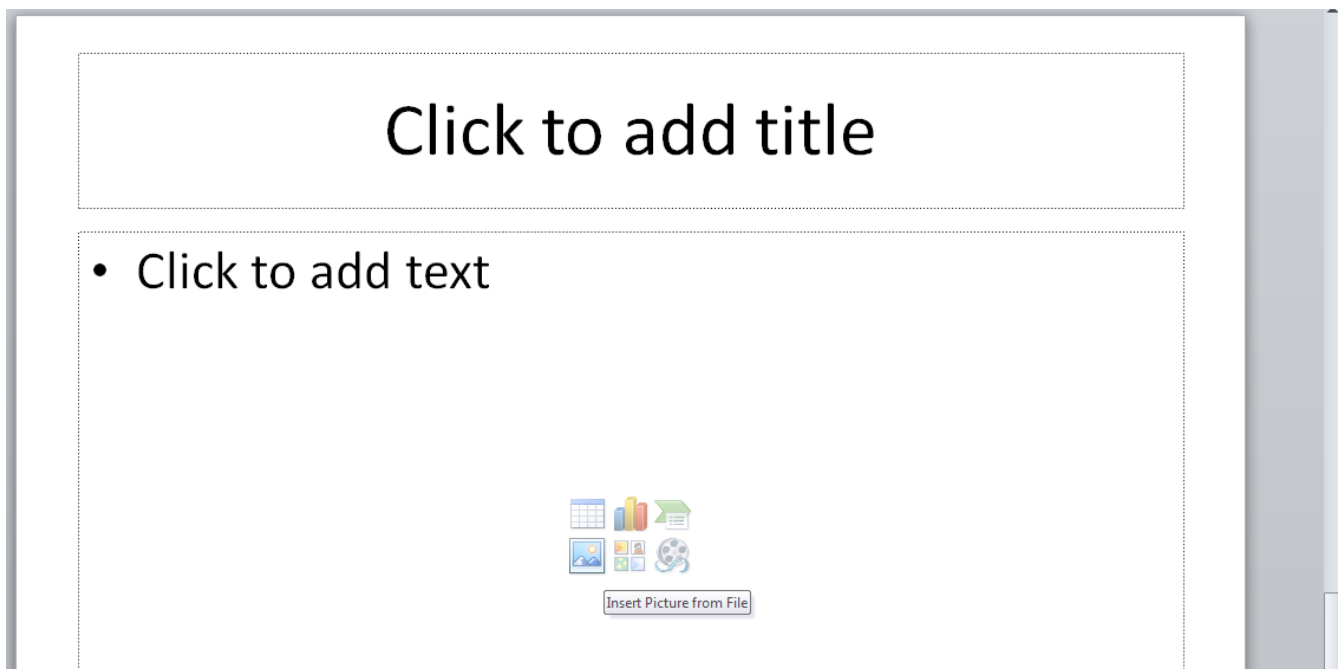 Click to add title
• Click to add text
Insert Picture from File